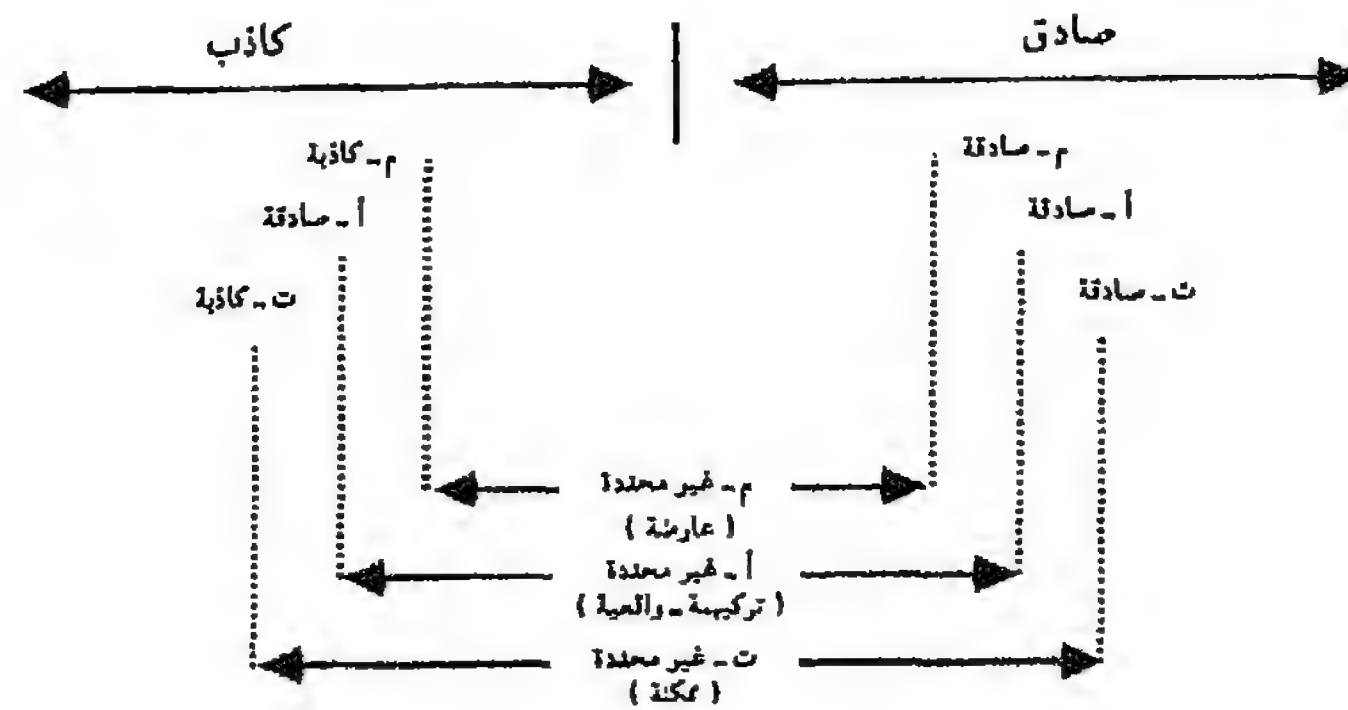 صادق
كاذب
م - صادقة
م - كاذبة
أ - صادقة
أ - صادقة
ت - صادقة
ت - كاذبة
م - غير محددة
( عارضة )
أ - غير محددة
( تركيبية - واقعية )
ت - غير محددة
( ممكنة )